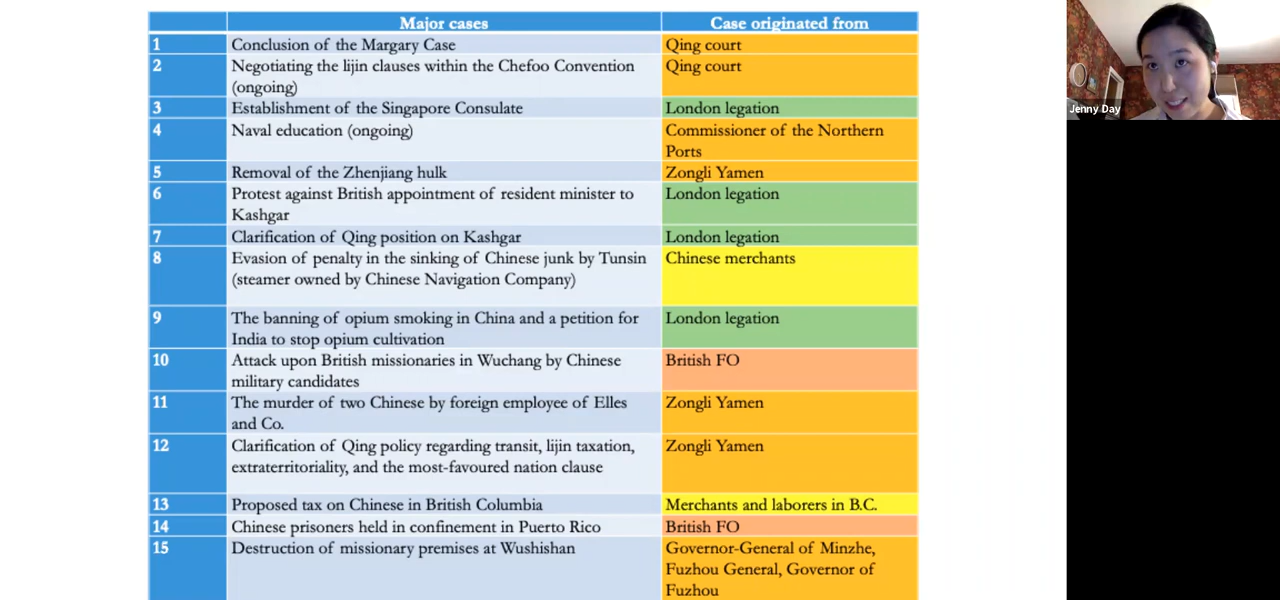 Major cases
Case originated from
1
Conclusion of the Margary Case
Qing court
2
Negotiating the lijin clauses within the Chefoo Convention
(ongoing)
Qing court
3
Establishment of the Singapore Consulate
London legation
4
Naval education (ongoing)
Commissioner of the Northern
Ports
5
Removal of the Zhenjiang hulk
Zongli Yamen
6
Protest against British appointment of resident minister to
Kashgar
London legation
7
Clarification of Qing position on Kashgar
London legation
8
Evasion of penalty in the sinking of Chinese junk by Tunsin
(steamer owned by Chinese Navigation Company)
Chinese merchants
9
The banning of opium smoking in China and a petition for
India to stop opium cultivation
London legation
10
Attack upon British missionaries in Wuchang by Chinese
military candidates
British FO
11
The murder of two Chinese by foreign employee of Elles
and Co.
Zongli Yamen
12
Clarification of Qing policy regarding transit, lijin taxation,
extraterritoriality, and the most-favoured nation clause
Zongli Yamen
13
Proposed tax on Chinese in British Columbia
Merchants and laborers in B.C.
14
Chinese prisoners held in confinement in Puerto Rico
British FO
15
Destruction of missionary premises at Wushishan
Governor-General of Minzhe,
Fuzhou General, Governor of
Fuzhou
Jenny Day